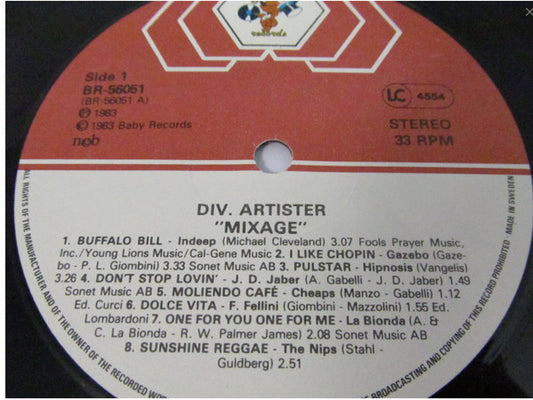 records
Side 1
BR-56051
(BR-56051 A)
Ⓟ 1983
© 1983 Baby Records
ncb
LC 4554
STEREO
33 RPM
DIV. ARTISTER
"MIXAGE"
1. BUFFALO BILL - Indeep (Michael Cleveland) 3.07 Fools Prayer Music,
Inc./Young Lions Music/Cal-Gene Music 2. I LIKE CHOPIN - Gazebo (Gaze-
bo - P. L. Giombini) 3.33 Sonet Music AB 3. PULSTAR - Hipnosis (Vangelis)
3.26 4. DON'T STOP LOVIN' - J. D. Jaber (A. Gabelli - J. D. Jaber) 1.49
Sonet Music AB 5. MOLIENDO CAFÉ - Cheaps (Manzo - Gabelli) 1.12
Ed. Curci 6. DOLCE VITA - F. Fellini (Giombini - Mazzolini) 1.55 Ed.
Lombardoni 7. ONE FOR YOU ONE FOR ME - La Bionda (A. &
C. La Bionda - R. W. Palmer James) 2.08 Sonet Music AB
8. SUNSHINE REGGAE - The Nips (Stahl -
Guldberg) 2.51
ALL RIGHTS OF THE MANUFACTURER AND OF THE OWNER OF THE RECORDED WORK
BROADCASTING AND COPYING OF THIS RECORD PROHIBITED - MADE IN SWEDEN